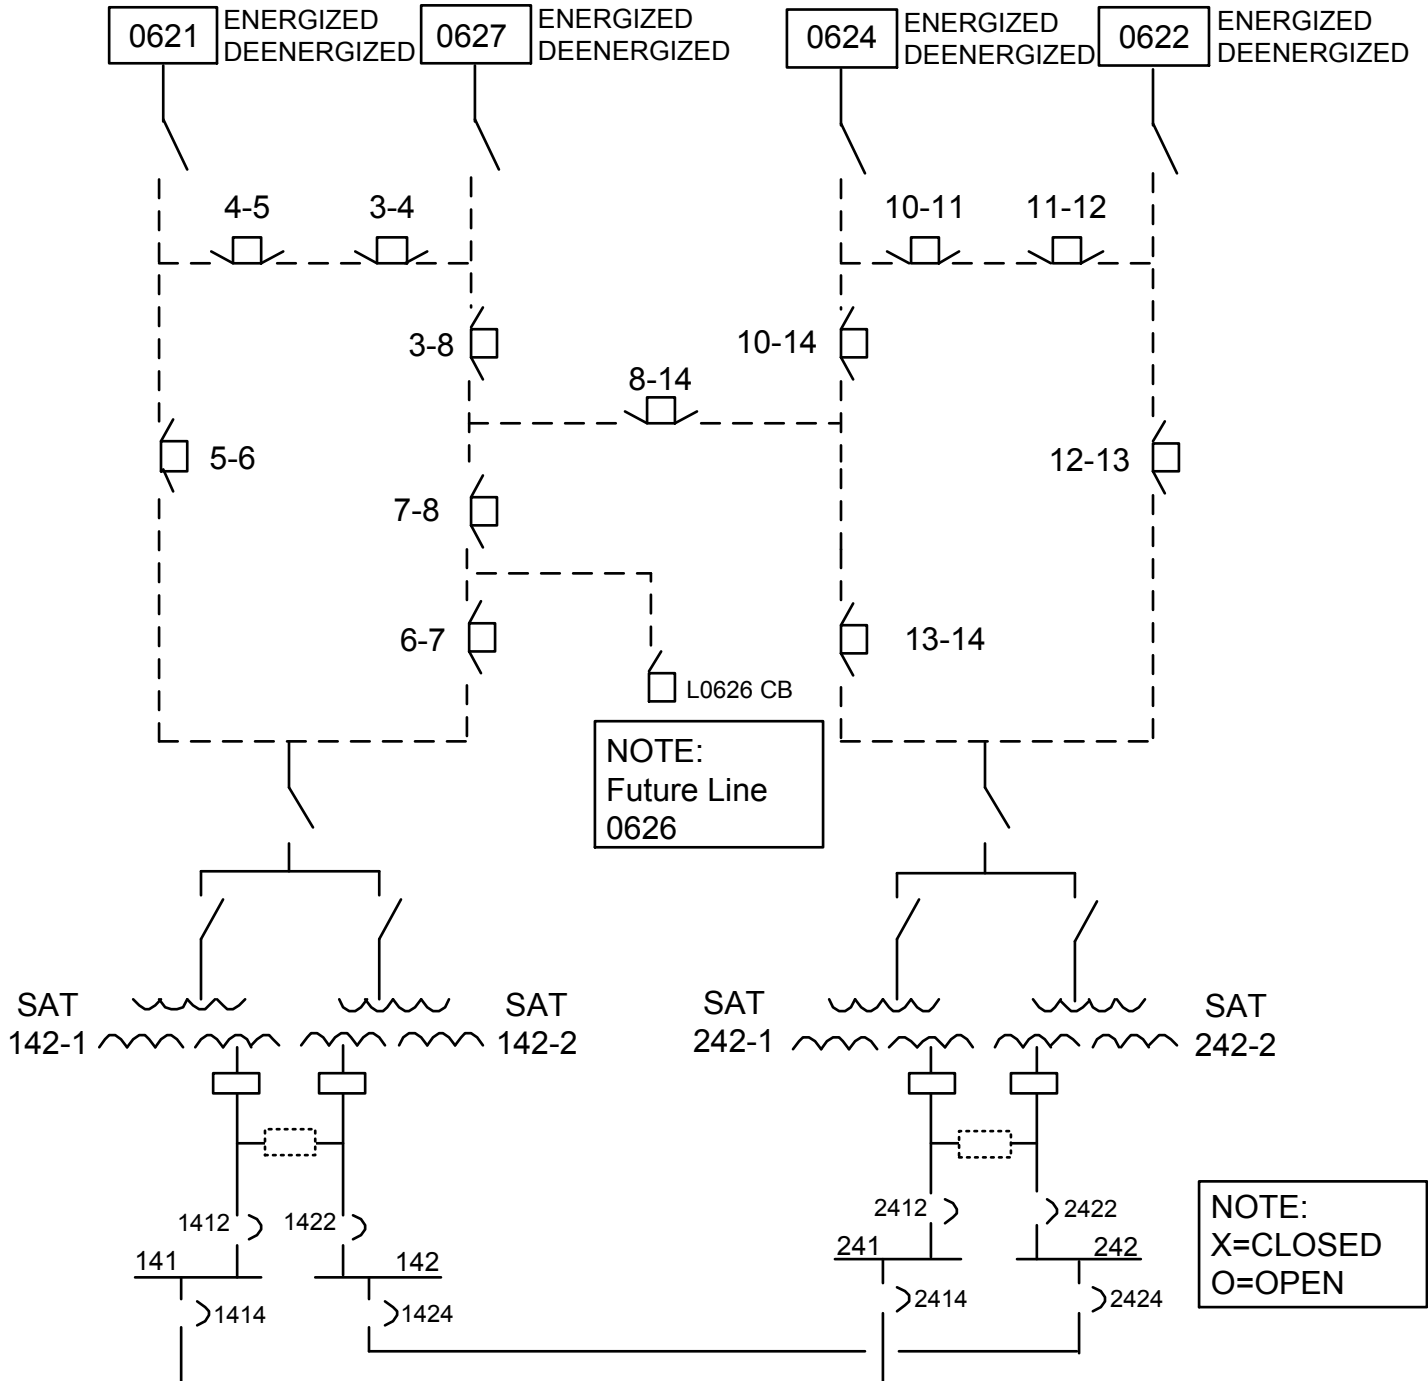 0621
ENERGIZED
DEENERGIZED
0627
ENERGIZED
DEENERGIZED
0624
ENERGIZED
DEENERGIZED
0622
ENERGIZED
DEENERGIZED
4-5
3-4
10-11
11-12
3-8
10-14
8-14
5-6
12-13
7-8
6-7
13-14
L0626 CB
NOTE:
Future Line
0626
SAT
142-1
SAT
142-2
SAT
242-1
SAT
242-2
1412
1422
2412
2422
141
142
241
242
1414
1424
2414
2424
NOTE:
X=CLOSED
O=OPEN